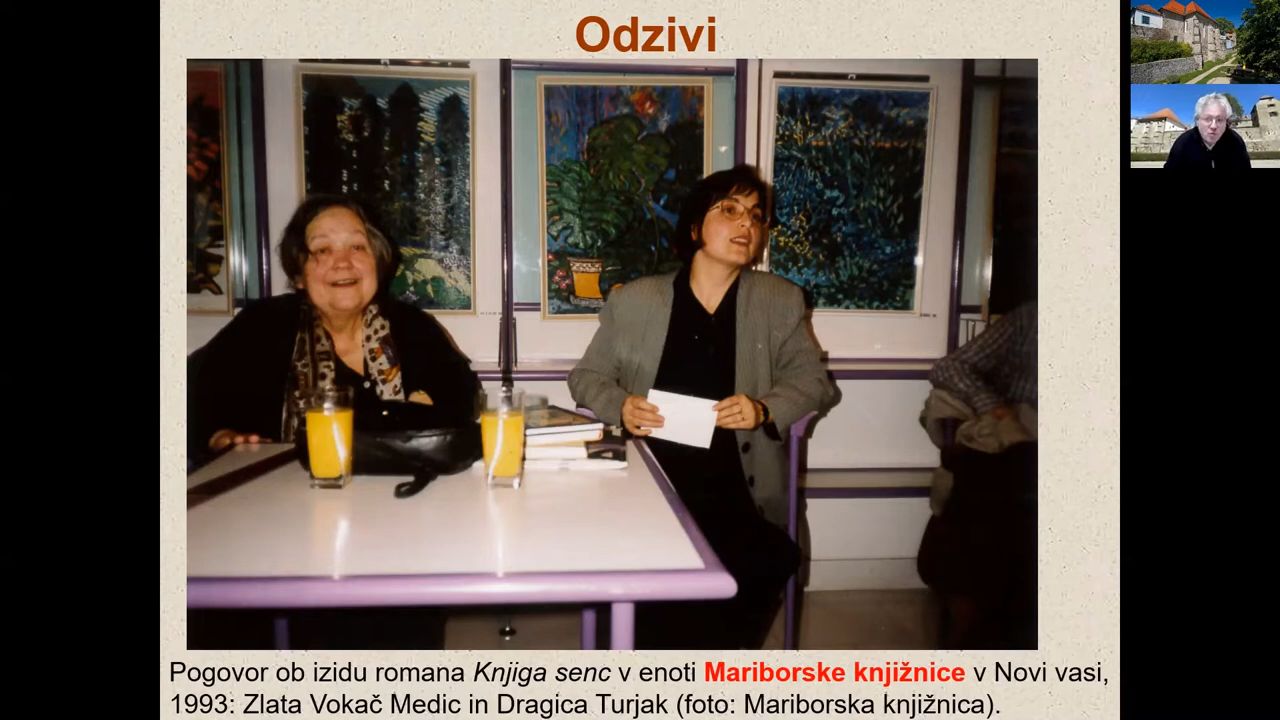 Odzivi
Pogovor ob izidu romana Knjiga senc v enoti Mariborske knjižnice v Novi vasi,
1993: Zlata Vokač Medic in Dragica Turjak (foto: Mariborska knjižnica).